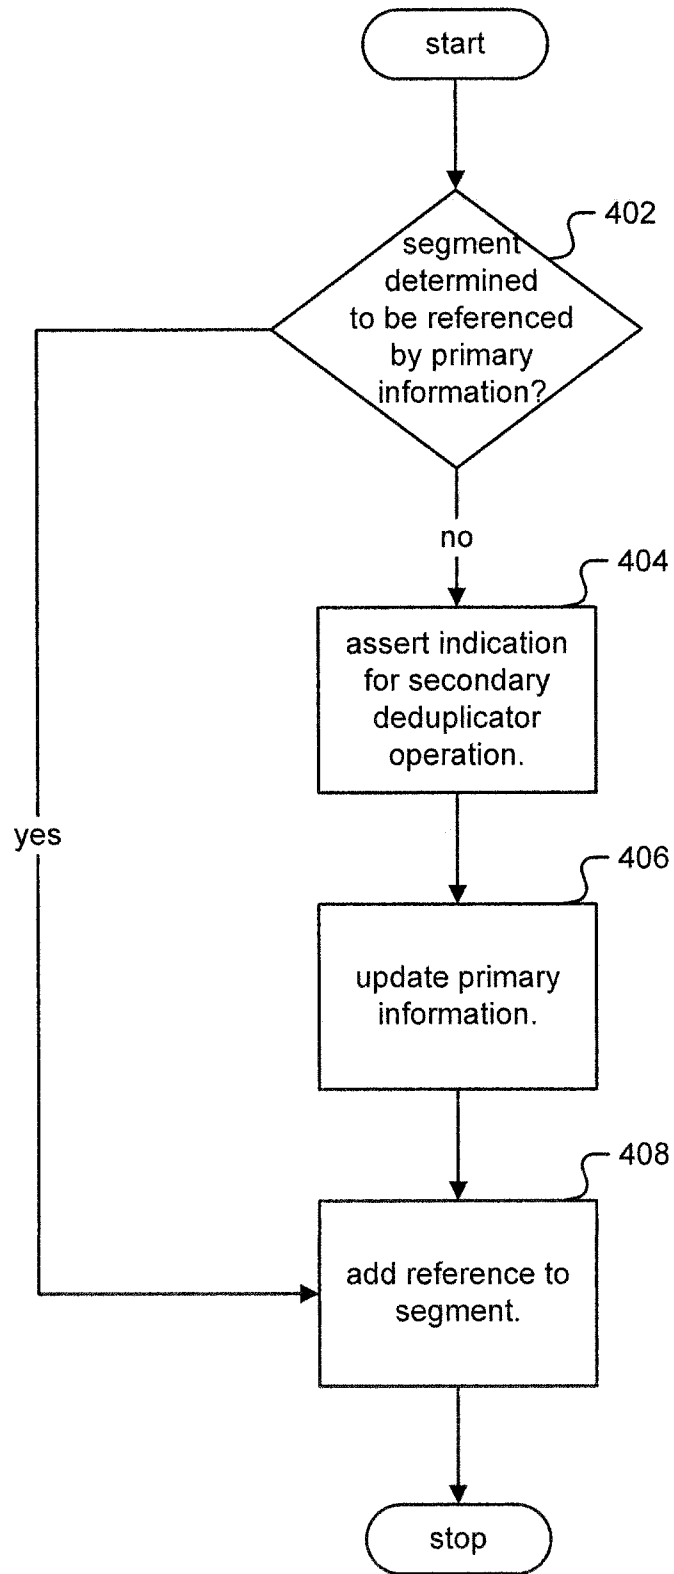 start
402
segment
determined
to be referenced
by primary
information?
no
404
assert indication
for secondary
deduplicator
operation.
yes
406
update primary
information.
408
add reference to
segment.
stop